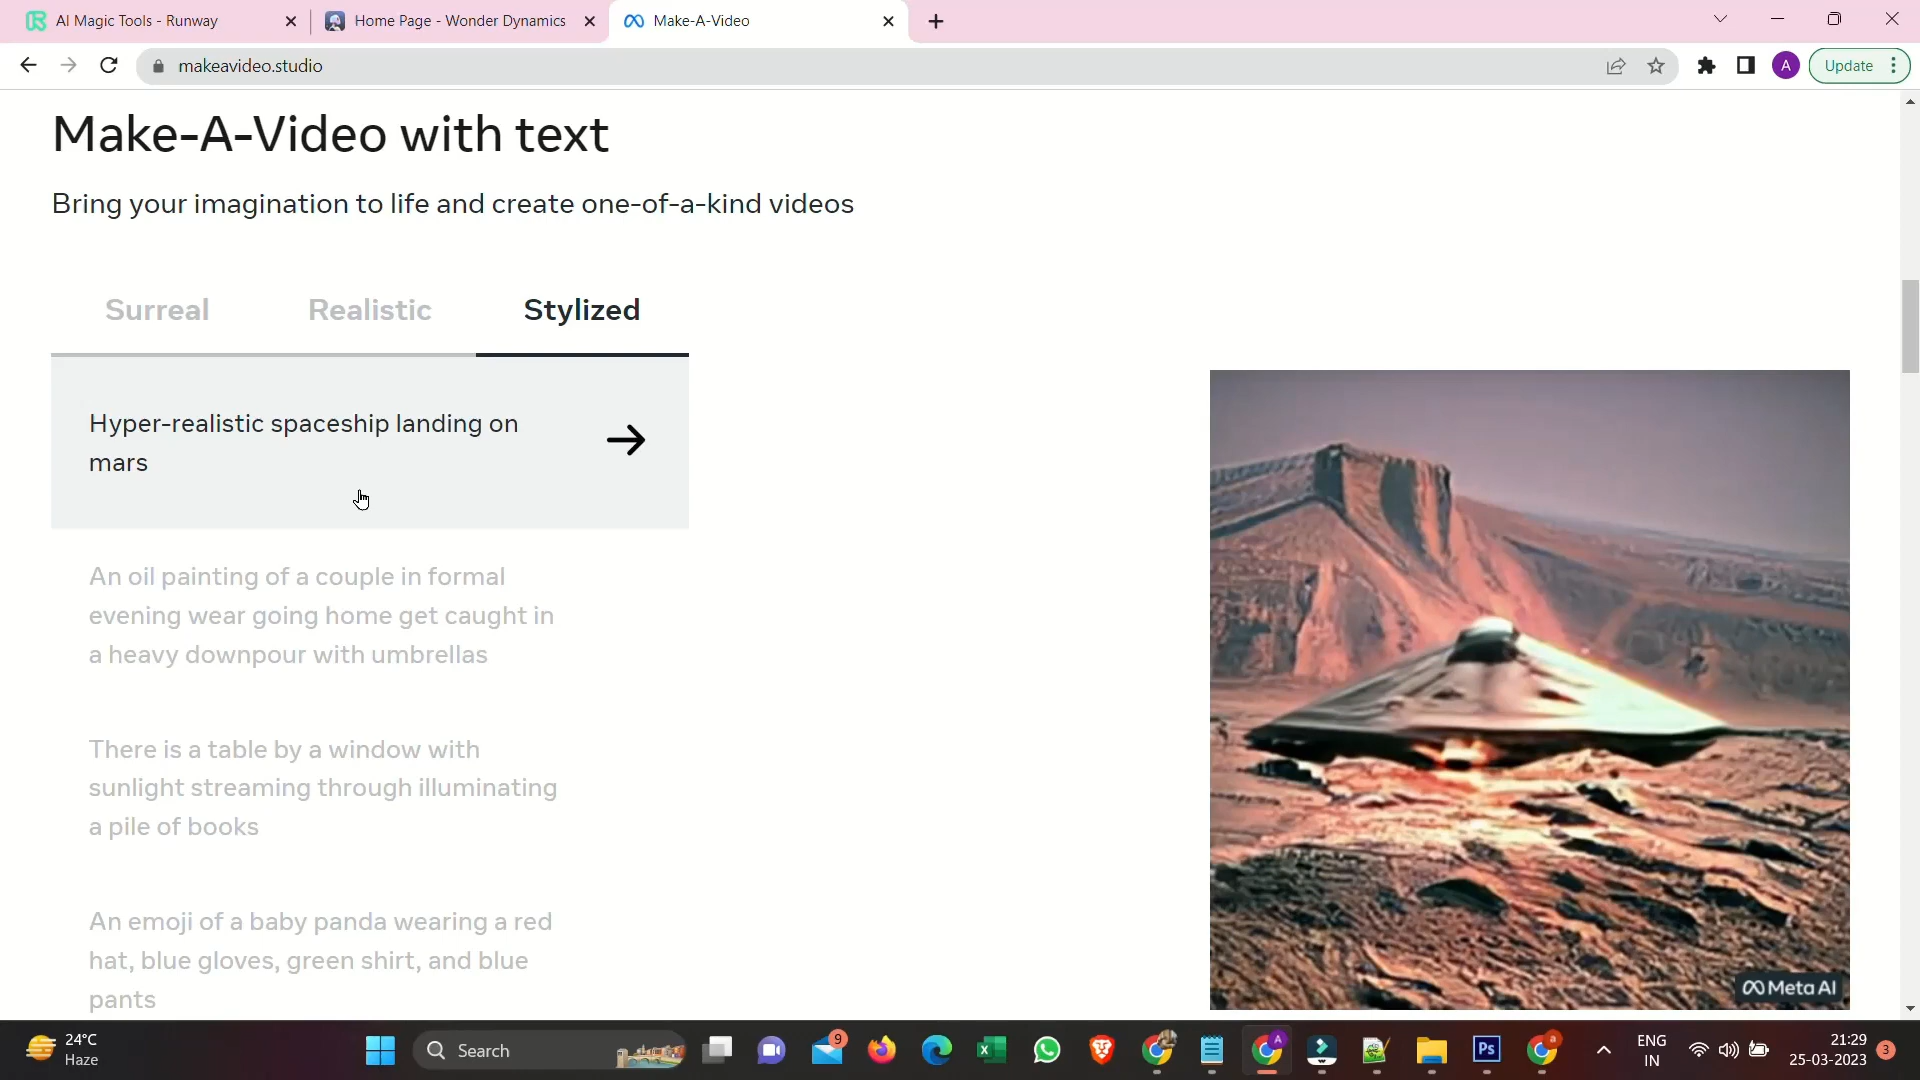 AI Magic Tools - Runway
Home Page - Wonder Dynamics
Make-A-Video
makeavideo.studio
A
Update
Make-A-Video with text
Bring your imagination to life and create one-of-a-kind videos
Surreal
Realistic
Stylized
Hyper-realistic spaceship landing on
mars
An oil painting of a couple in formal
evening wear going home get caught in
a heavy downpour with umbrellas
There is a table by a window with
sunlight streaming through illuminating
a pile of books
An emoji of a baby panda wearing a red
hat, blue gloves, green shirt, and blue
pants
Meta AI
24°C
Haze
Search
9
A
Ps
a
ENG
IN
21:29
25-03-2023
3